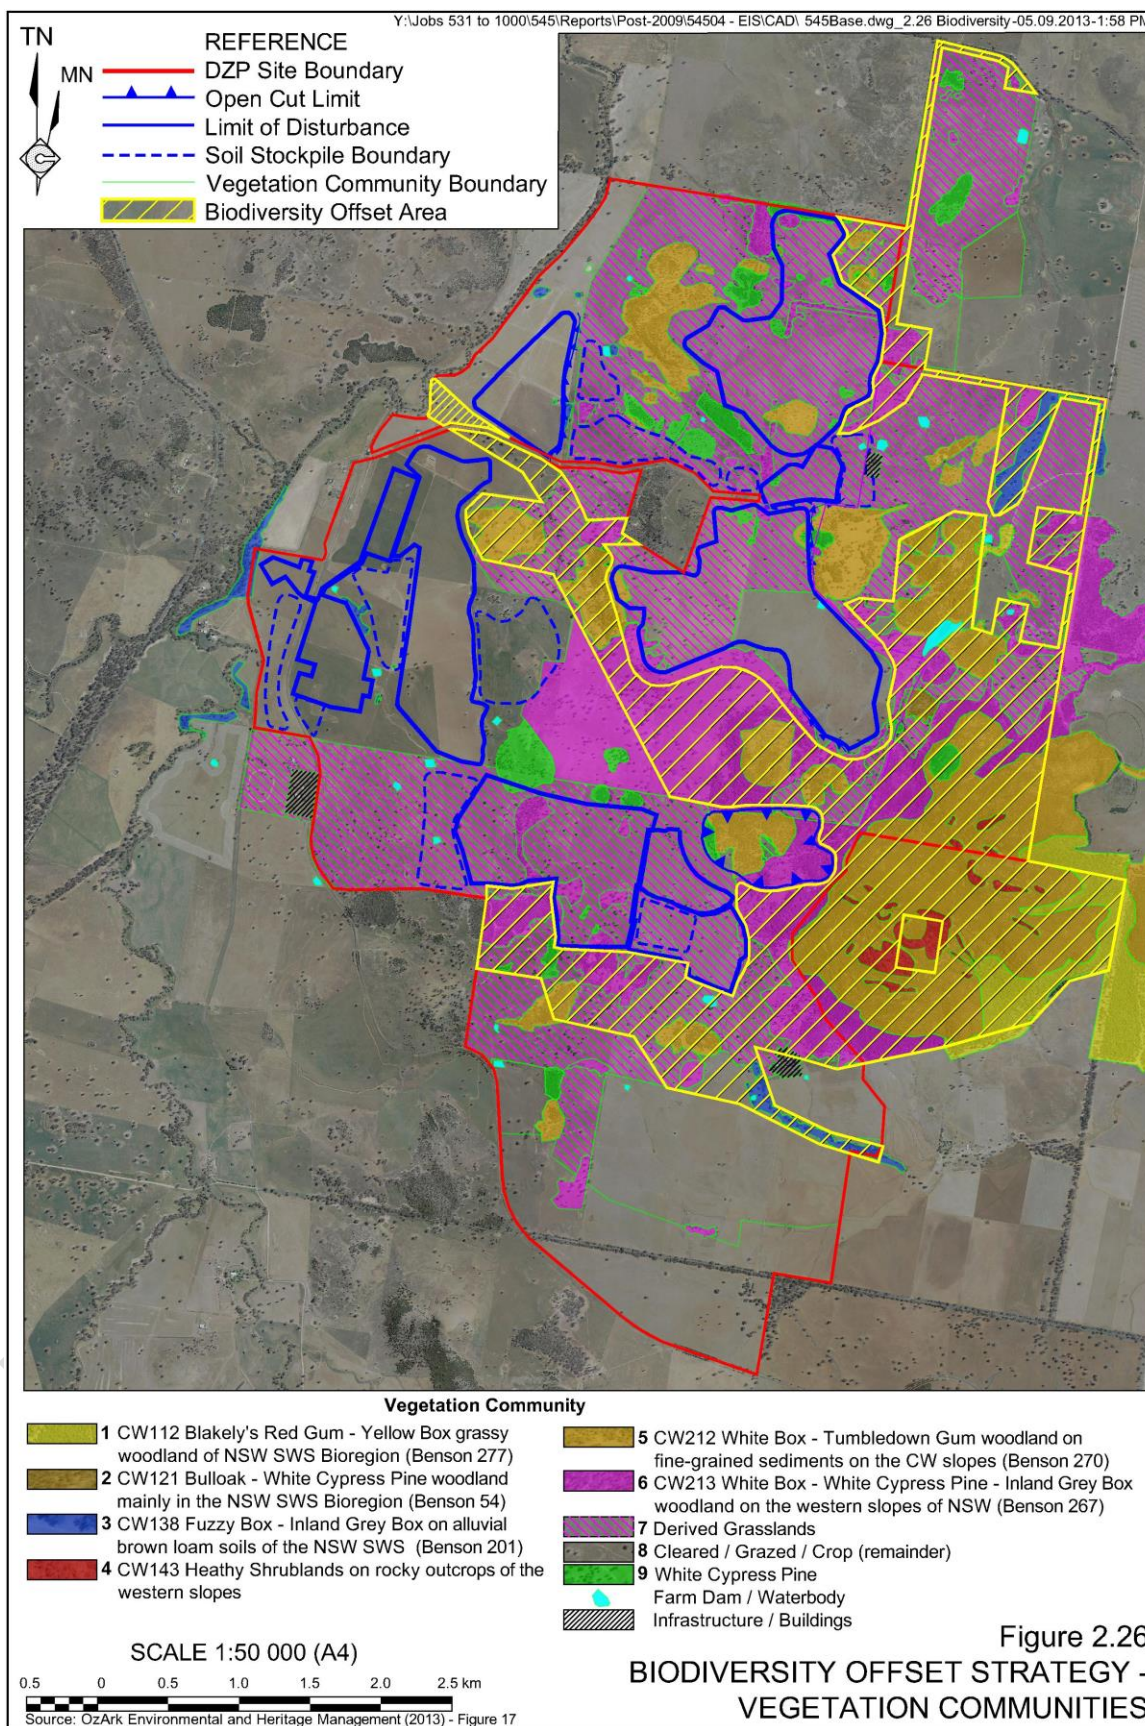 Y:\Jobs 531 to 1000\545\Reports\Post-2009\54504 - EIS\CAD\ 545Base.dwg_2.26 Biodiversity-05.09.2013-1:58 PM
TN
MN
REFERENCE
DZP Site Boundary
Open Cut Limit
Limit of Disturbance
Soil Stockpile Boundary
Vegetation Community Boundary
Biodiversity Offset Area
Vegetation Community
1 CW112 Blakely's Red Gum - Yellow Box grassy
woodland of NSW SWS Bioregion (Benson 277)
2 CW121 Bulloak - White Cypress Pine woodland
mainly in the NSW SWS Bioregion (Benson 54)
3 CW138 Fuzzy Box - Inland Grey Box on alluvial
brown loam soils of the NSW SWS (Benson 201)
4 CW143 Heathy Shrublands on rocky outcrops of the
western slopes
5 CW212 White Box - Tumbledown Gum woodland on
fine-grained sediments on the CW slopes (Benson 270)
6 CW213 White Box - White Cypress Pine - Inland Grey Box
woodland on the western slopes of NSW (Benson 267)
7 Derived Grasslands
8 Cleared / Grazed / Crop (remainder)
9 White Cypress Pine
Farm Dam / Waterbody
Infrastructure / Buildings
SCALE 1:50 000 (A4)
0.5 0 0.5 1.0 1.5 2.0 2.5 km
Source: OzArk Environmental and Heritage Management (2013) - Figure 17
Figure 2.26
BIODIVERSITY OFFSET STRATEGY -
VEGETATION COMMUNITIES